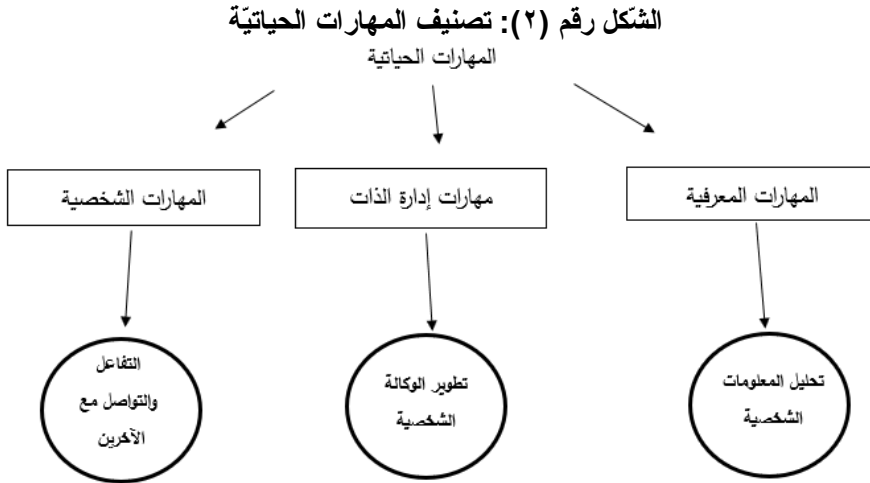 الشّكل رقم (٢): تصنيف المهارات الحياتيّة
المهارات الحياتية
المهارات المعرفية
مهارات إدارة الذات
المهارات الشخصية
تحليل المعلومات
الشخصية
تطوير الوكالة
الشخصية
التفاعل
والتواصل مع
الآخرين